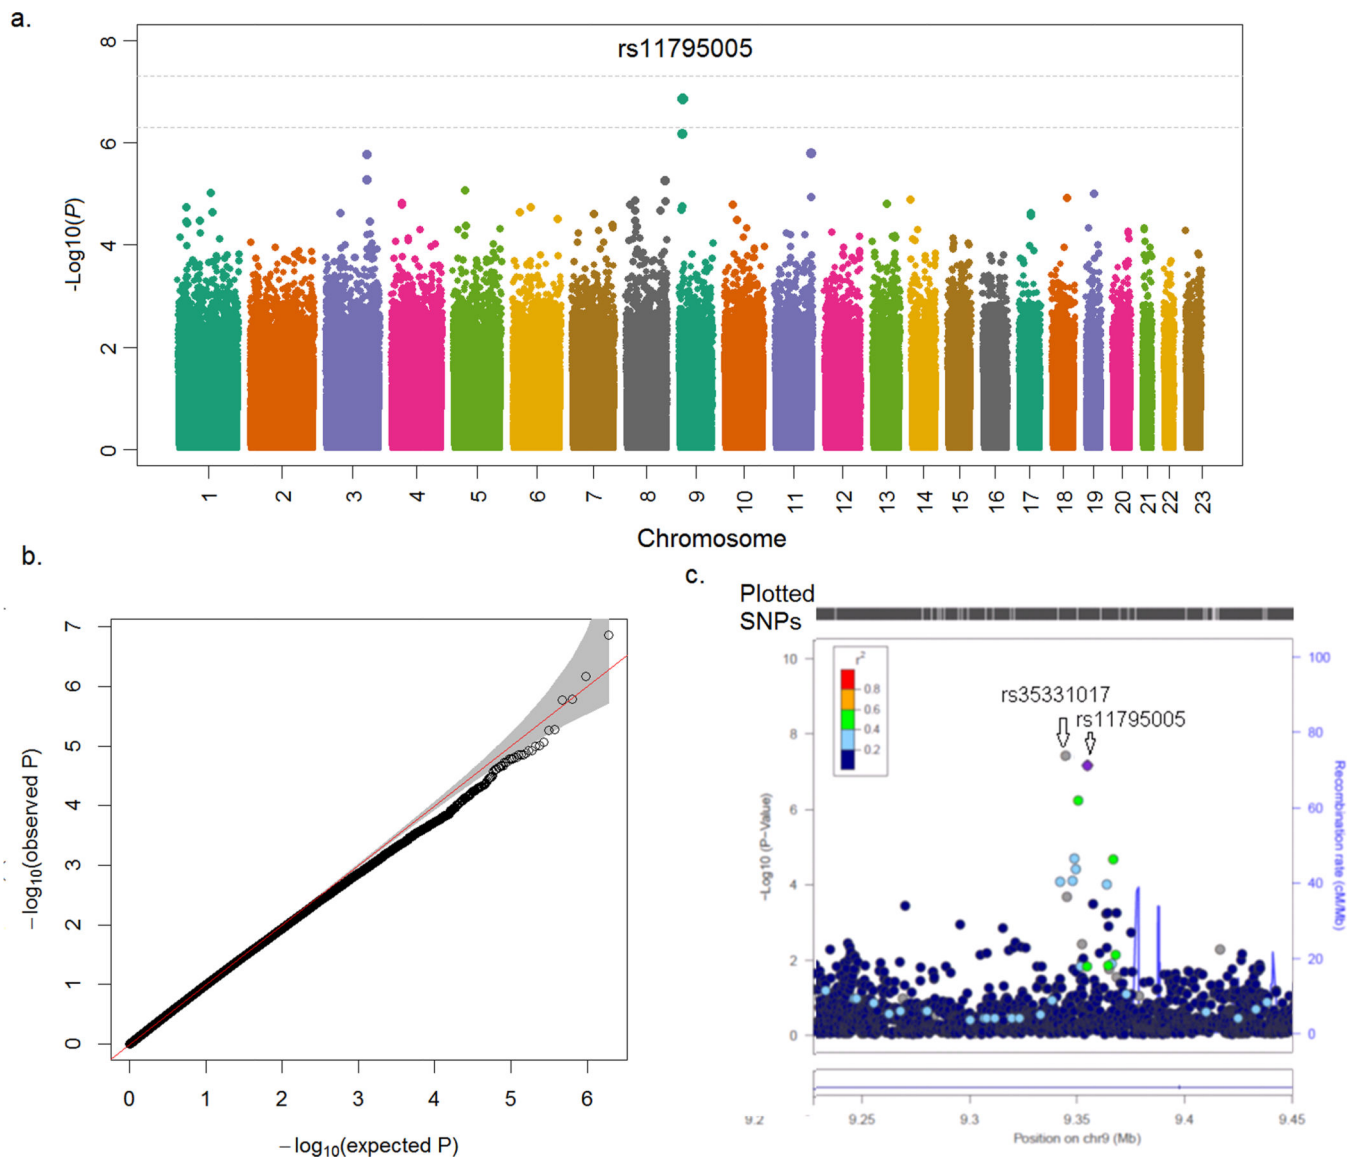 a.
rs11795005
8
6
4
2
0
-Log10(P)
1 2 3 4 5 6 7 8 9 10 11 12 13 14 15 16 17 18 19 20 21 22 23
Chromosome
b.
7
6
5
4
3
2
1
0
−log10(observed P)
0 1 2 3 4 5 6
−log10(expected P)
c.
Plotted
SNPs
r2
0.8
0.6
0.4
0.2
rs35331017
rs11795005
10
8
6
4
2
0
−Log10 (P−Value)
100
80
60
40
20
0
Recombination rate (cM/Mb)
9.2 9.25 9.3 9.35 9.4 9.45
Position on chr9 (Mb)